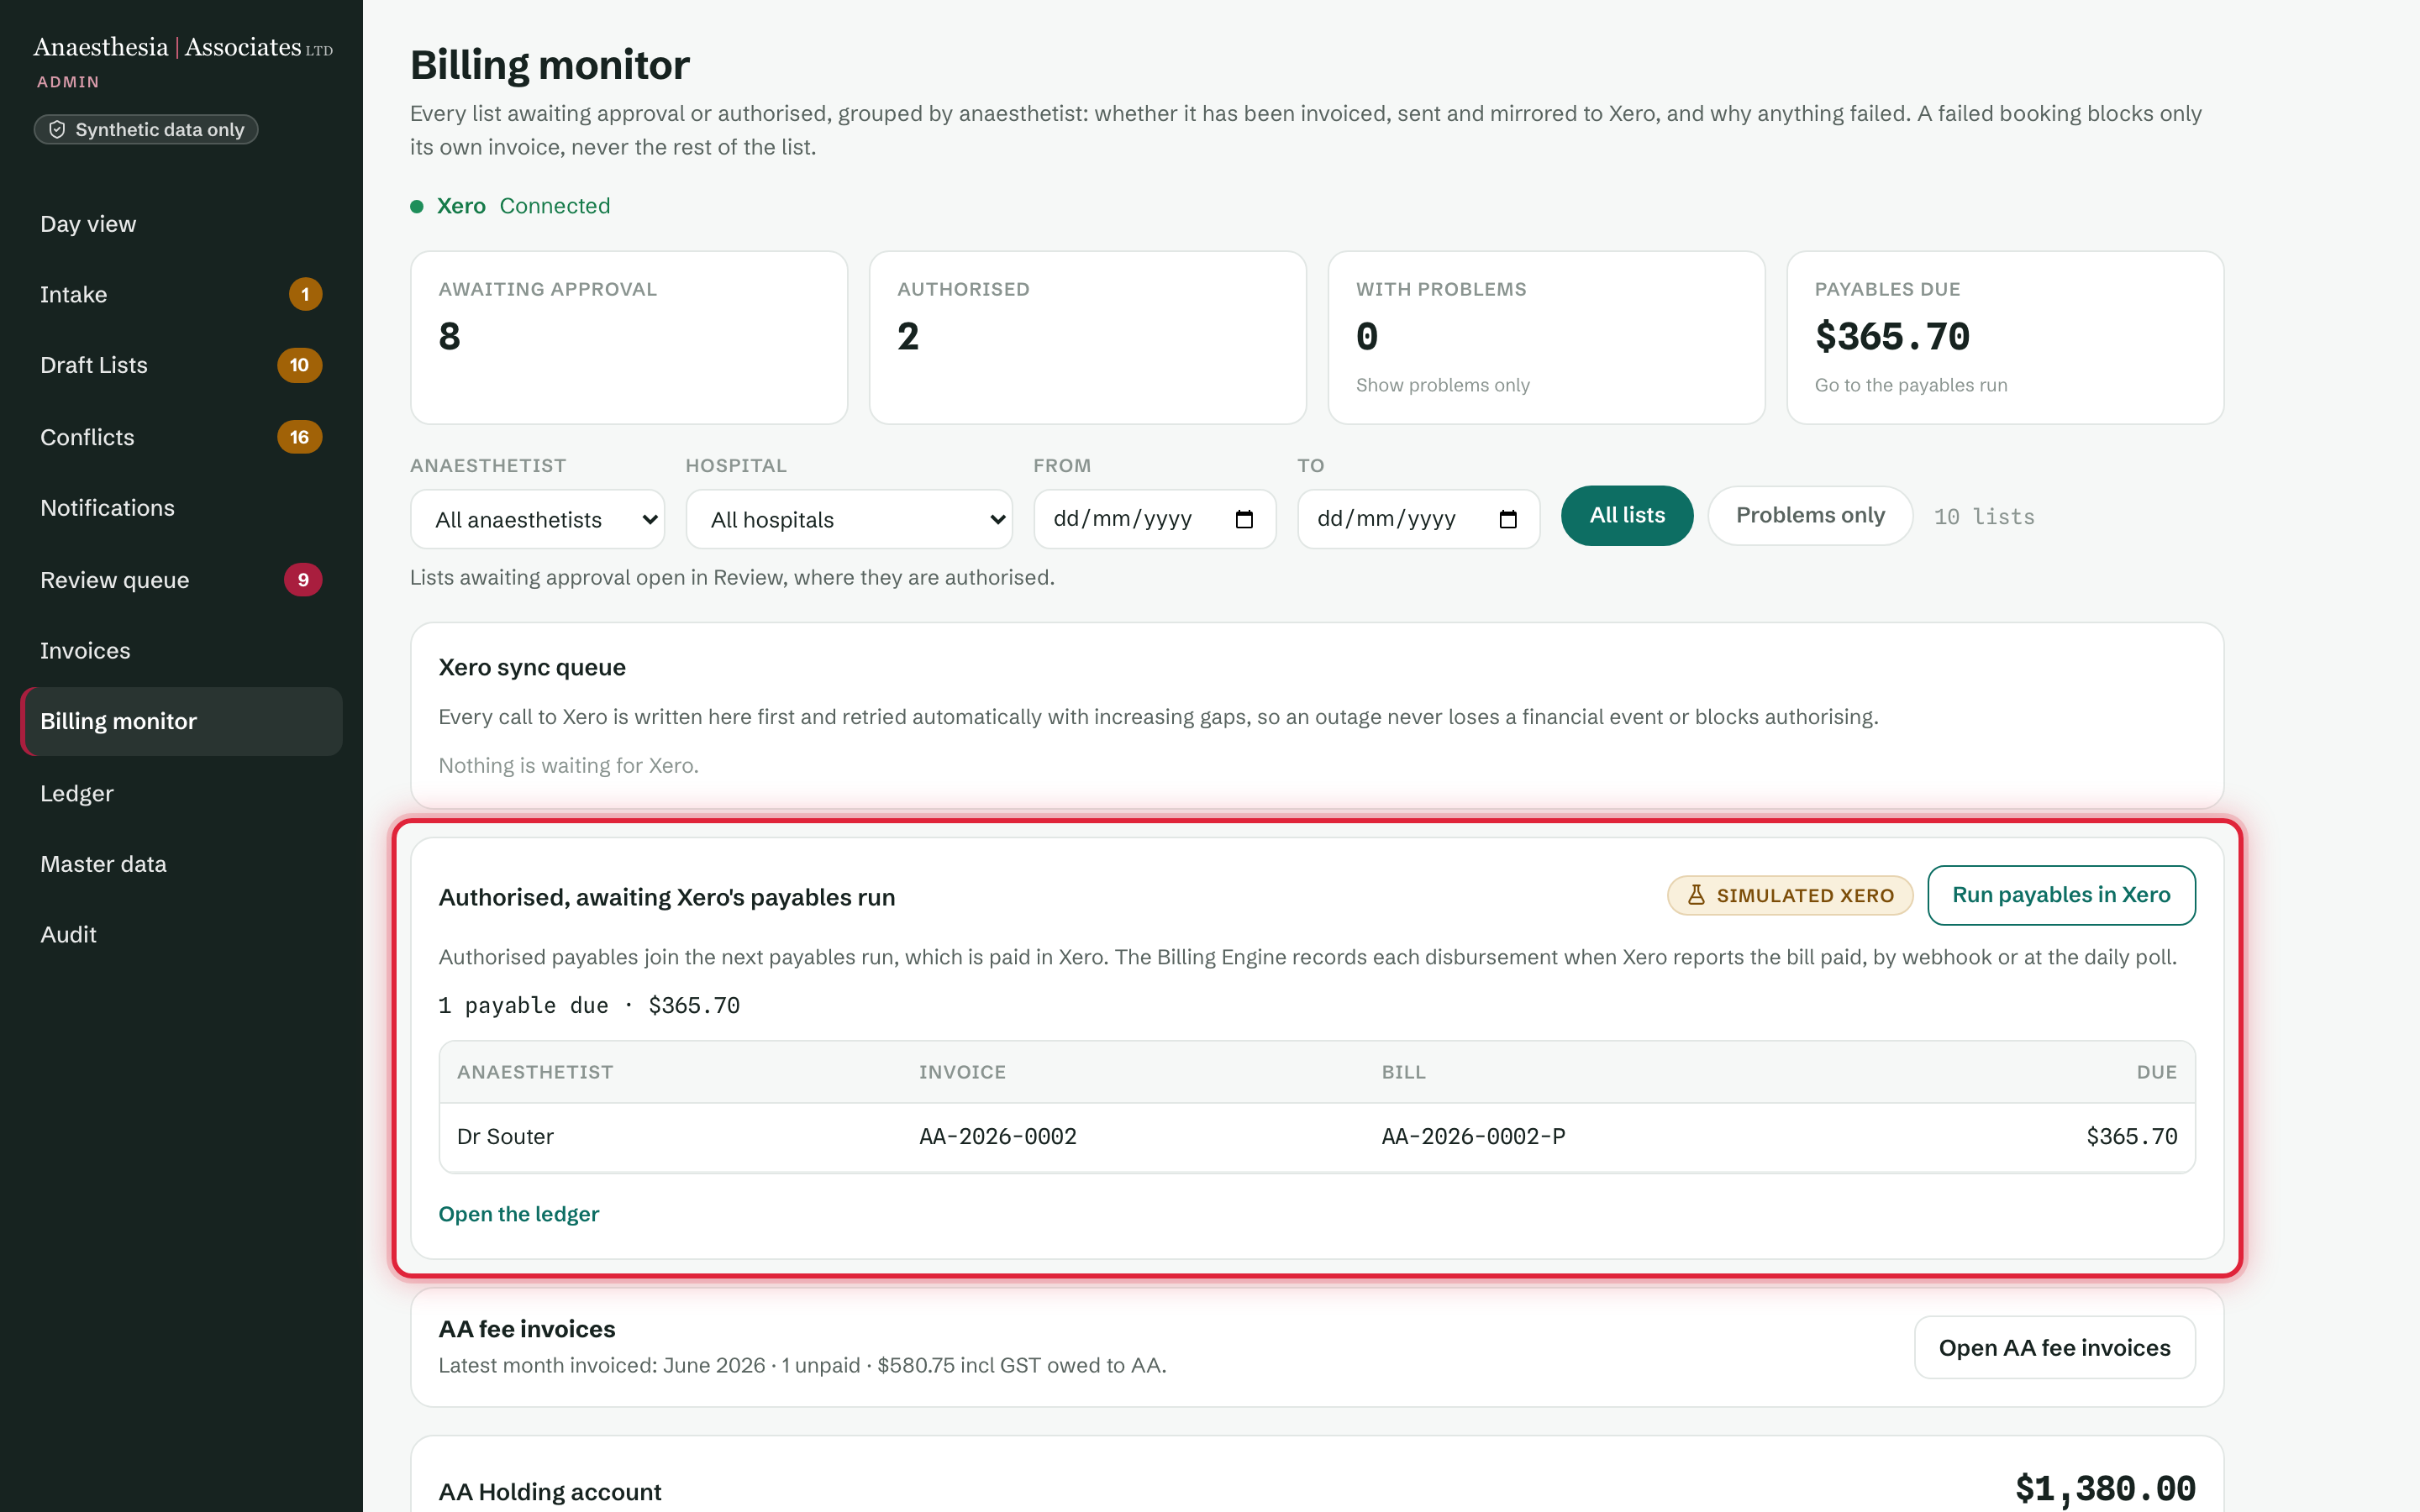 Anaesthesia | Associates LTD
ADMIN
Synthetic data only
Day view
Intake 1
Draft Lists 10
Conflicts 16
Notifications
Review queue 9
Invoices
Billing monitor
Ledger
Master data
Audit
Billing monitor
Every list awaiting approval or authorised, grouped by anaesthetist: whether it has been invoiced, sent and mirrored to Xero, and why anything failed. A failed booking blocks only
its own invoice, never the rest of the list.
Xero Connected
AWAITING APPROVAL
8
AUTHORISED
2
WITH PROBLEMS
0
Show problems only
PAYABLES DUE
$365.70
Go to the payables run
ANAESTHETIST HOSPITAL FROM TO
All anaesthetists All hospitals dd/mm/yyyy dd/mm/yyyy All lists Problems only 10 lists
Lists awaiting approval open in Review, where they are authorised.
Xero sync queue
Every call to Xero is written here first and retried automatically with increasing gaps, so an outage never loses a financial event or blocks authorising.
Nothing is waiting for Xero.
Authorised, awaiting Xero's payables run SIMULATED XERO Run payables in Xero
Authorised payables join the next payables run, which is paid in Xero. The Billing Engine records each disbursement when Xero reports the bill paid, by webhook or at the daily poll.
1 payable due · $365.70
ANAESTHETIST INVOICE BILL DUE
Dr Souter AA-2026-0002 AA-2026-0002-P $365.70
Open the ledger
AA fee invoices
Latest month invoiced: June 2026 · 1 unpaid · $580.75 incl GST owed to AA.
Open AA fee invoices
AA Holding account $1,380.00